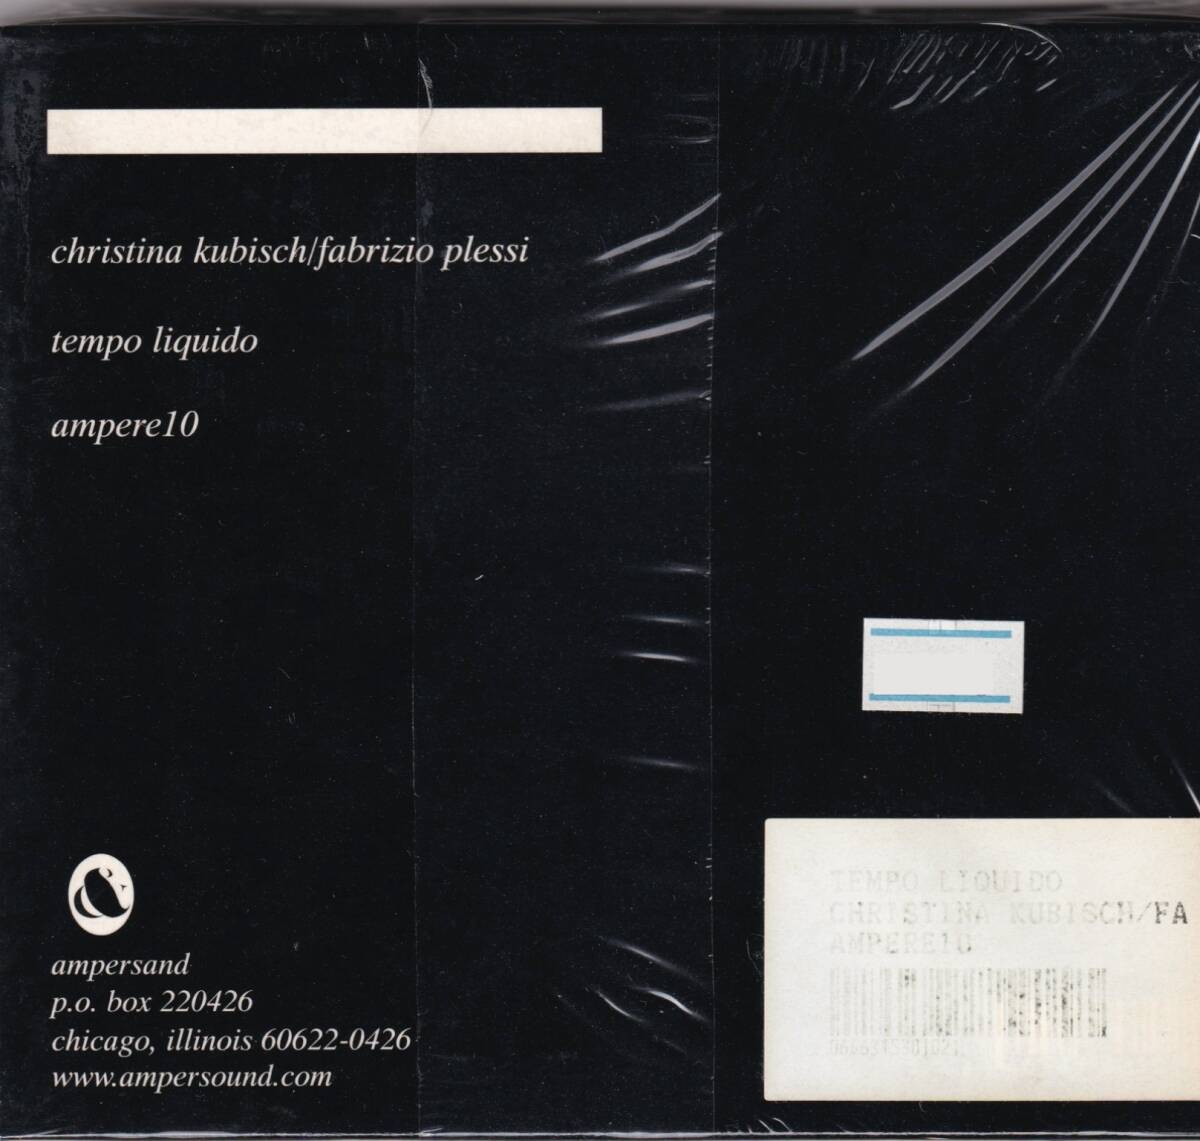 christina kubisch/fabrizio plessi
tempo liquido
ampere10
ampersand
p.o. box 220426
chicago, illinois 60622-0426
www.ampersound.com
TEMPO LIQUIDO
CHRISTINA KUBISCH/FA
AMPERE10